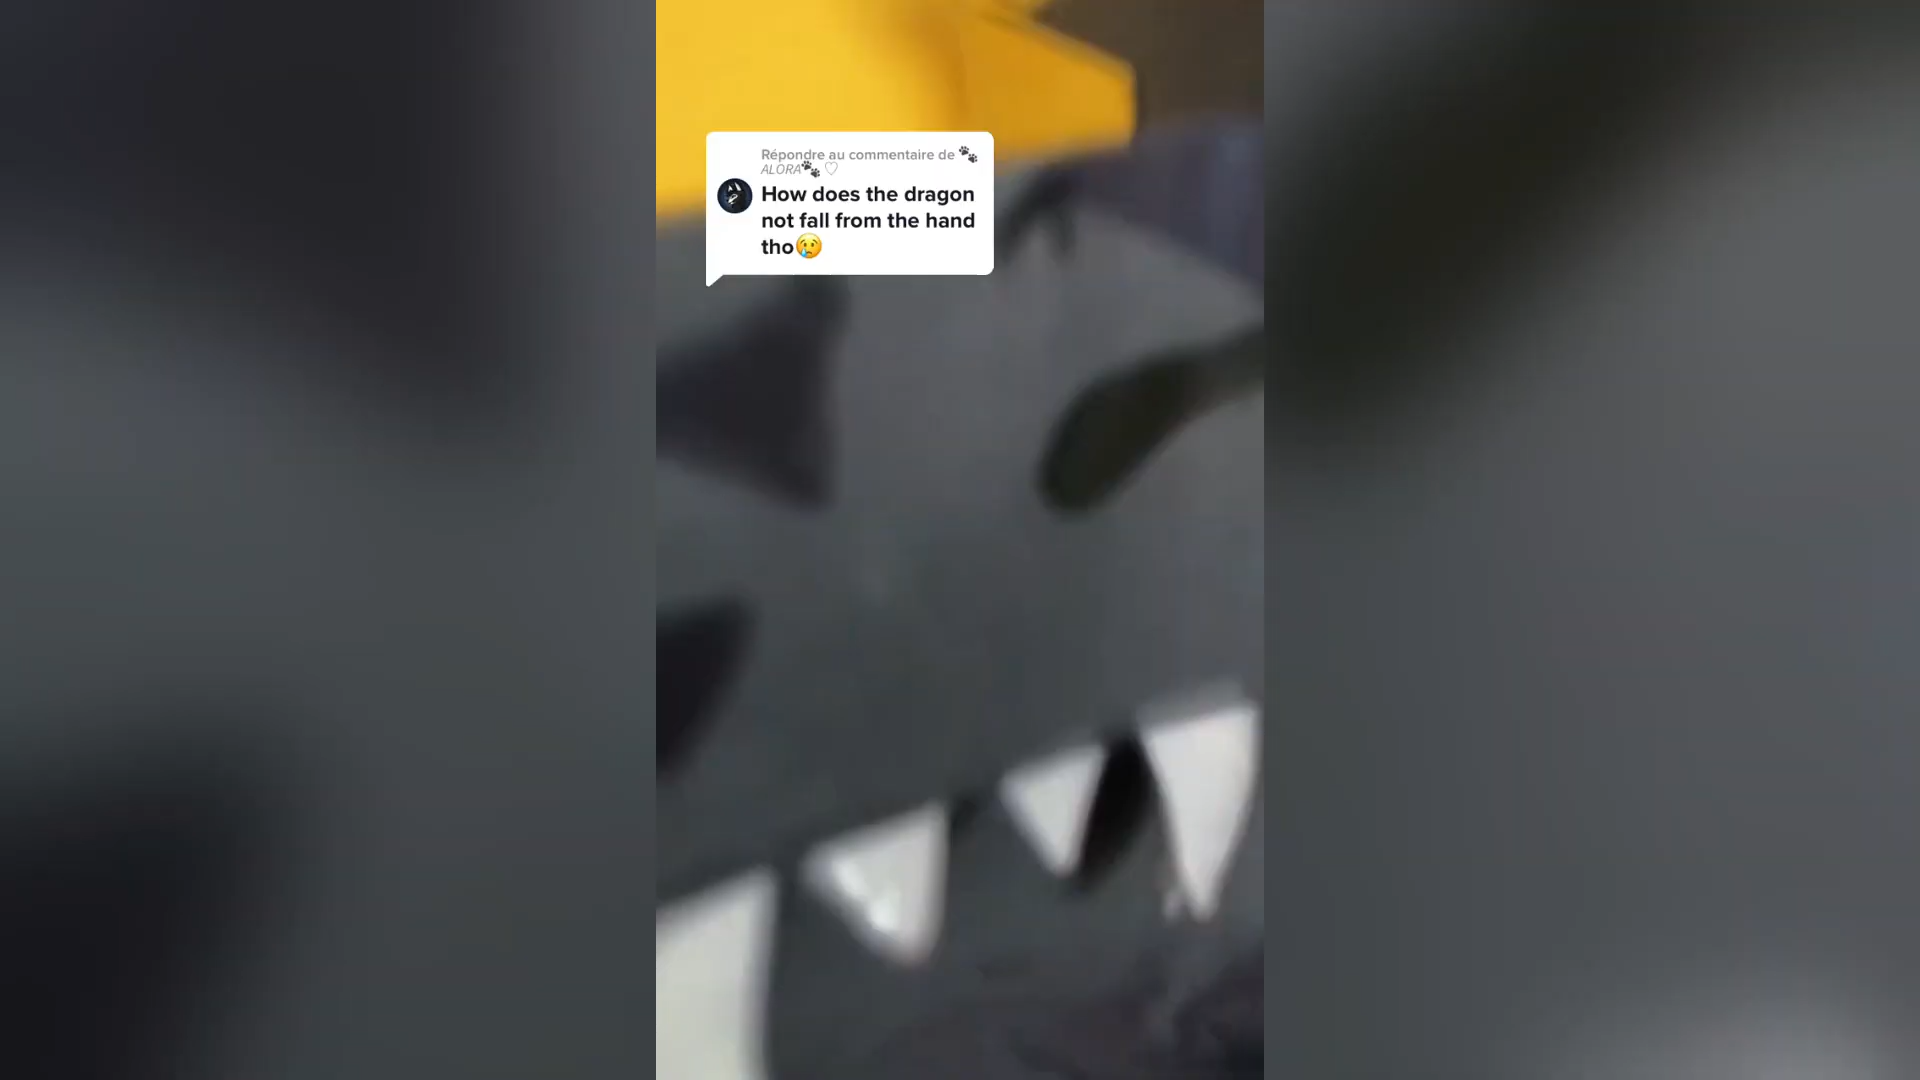 Répondre au commentaire de 🐾
ALORA🐾 ♡
How does the dragon
not fall from the hand
tho😢